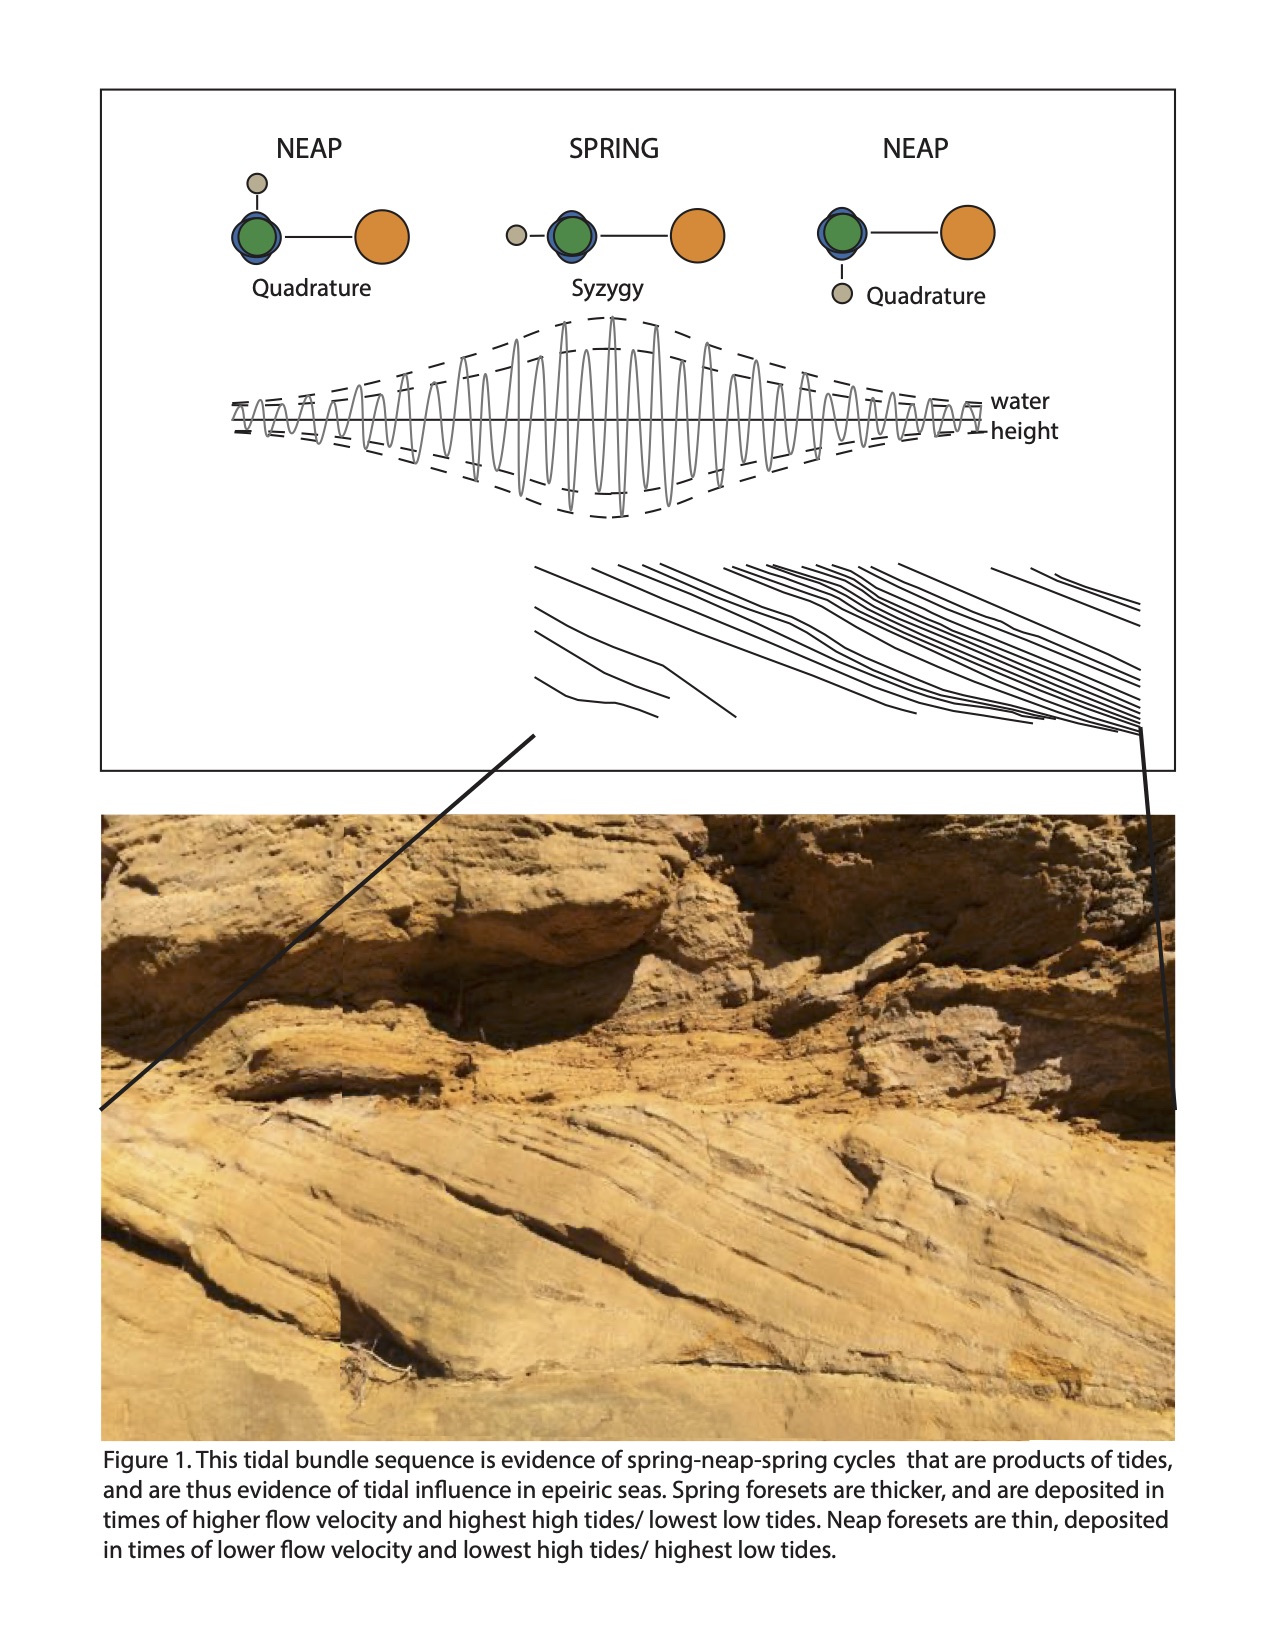 NEAP SPRING NEAP
Quadrature Syzygy Quadrature
water
height
Figure 1. This tidal bundle sequence is evidence of spring-neap-spring cycles that are products of tides,
and are thus evidence of tidal influence in epeiric seas. Spring foresets are thicker, and are deposited in
times of higher flow velocity and highest high tides/ lowest low tides. Neap foresets are thin, deposited
in times of lower flow velocity and lowest high tides/ highest low tides.